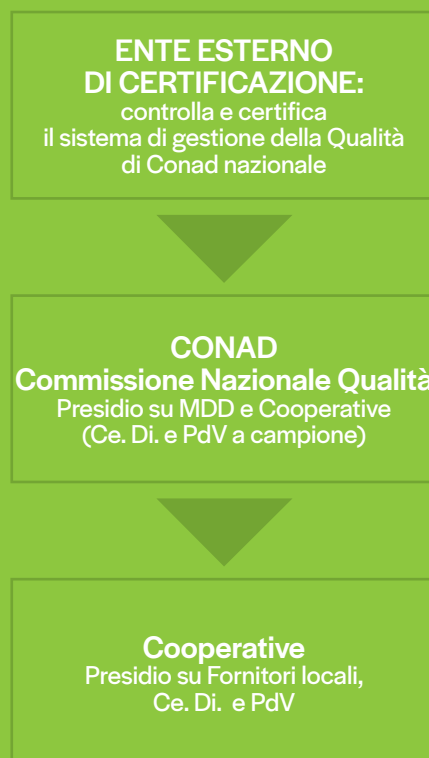 ENTE ESTERNO
DI CERTIFICAZIONE:
controlla e certifica
il sistema di gestione della Qualità
di Conad nazionale
CONAD
Commissione Nazionale Qualità
Presidio su MDD e Cooperative
(Ce. Di. e PdV a campione)
Cooperative
Presidio su Fornitori locali,
Ce. Di. e PdV